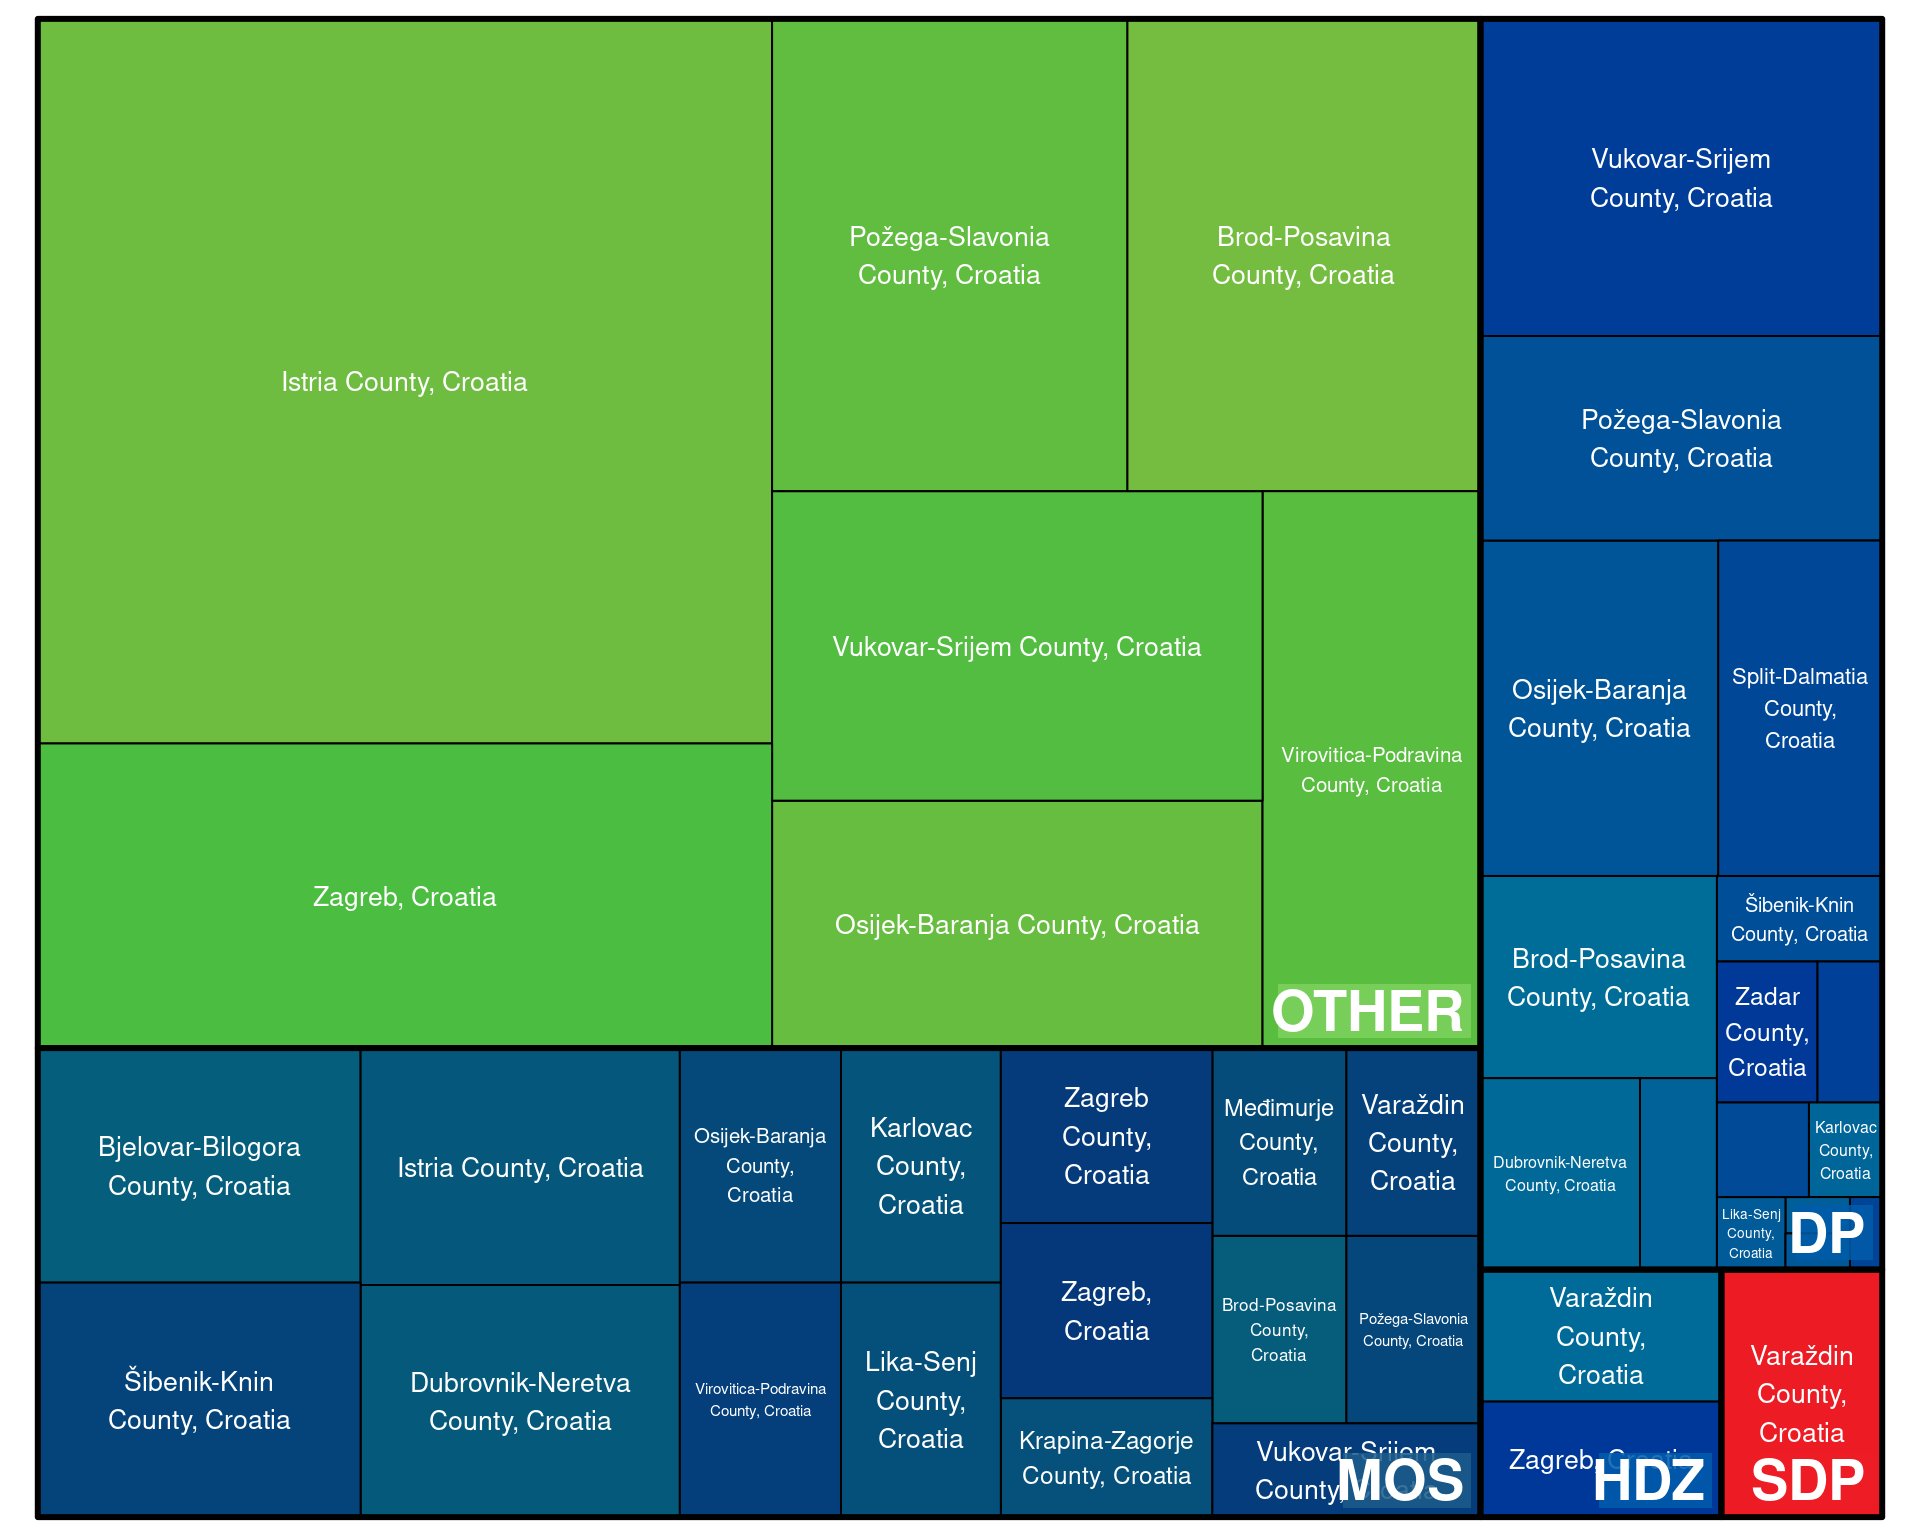 Istria County, Croatia
Požega-Slavonia
County, Croatia
Brod-Posavina
County, Croatia
Zagreb, Croatia
Vukovar-Srijem County, Croatia
Osijek-Baranja County, Croatia
Virovitica-Podravina
County, Croatia
OTHER
Vukovar-Srijem
County, Croatia
Požega-Slavonia
County, Croatia
Osijek-Baranja
County, Croatia
Split-Dalmatia
County,
Croatia
Brod-Posavina
County, Croatia
Šibenik-Knin
County, Croatia
Zadar
County,
Croatia
Dubrovnik-Neretva
County, Croatia
Karlovac
County,
Croatia
Lika-Senj
County,
Croatia
DP
Bjelovar-Bilogora
County, Croatia
Šibenik-Knin
County, Croatia
Istria County, Croatia
Dubrovnik-Neretva
County, Croatia
Osijek-Baranja
County,
Croatia
Virovitica-Podravina
County, Croatia
Karlovac
County,
Croatia
Lika-Senj
County,
Croatia
Zagreb
County,
Croatia
Zagreb,
Croatia
Krapina-Zagorje
County, Croatia
Međimurje
County,
Croatia
Varaždin
County,
Croatia
Brod-Posavina
County,
Croatia
Požega-Slavonia
County, Croatia
Vukovar-Srijem
County, Croatia
MOS
Varaždin
County,
Croatia
Zagreb, Croatia
HDZ
Varaždin
County,
Croatia
SDP